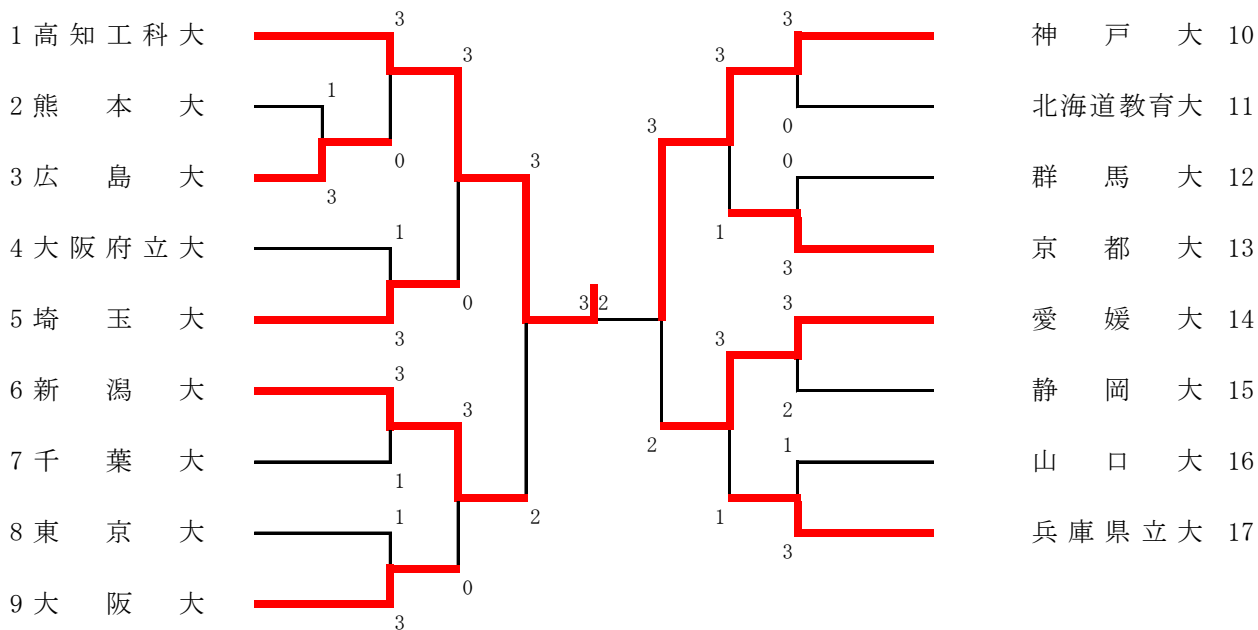 3
1 高知工科大
3
1
2 熊本大
0
3
3 広島大
3
1
4 大阪府立大
0
5 埼玉大
3
3
6 新潟大
3
7 千葉大
1
1
2
8 東京大
0
9 大阪大
3
3 2
3
神戸大 10
3
3
北海道教育大 11
0
0
群馬大 12
1
京都大 13
3
3
愛媛大 14
3
静岡大 15
2
2
1
山口大 16
1
兵庫県立大 17
3